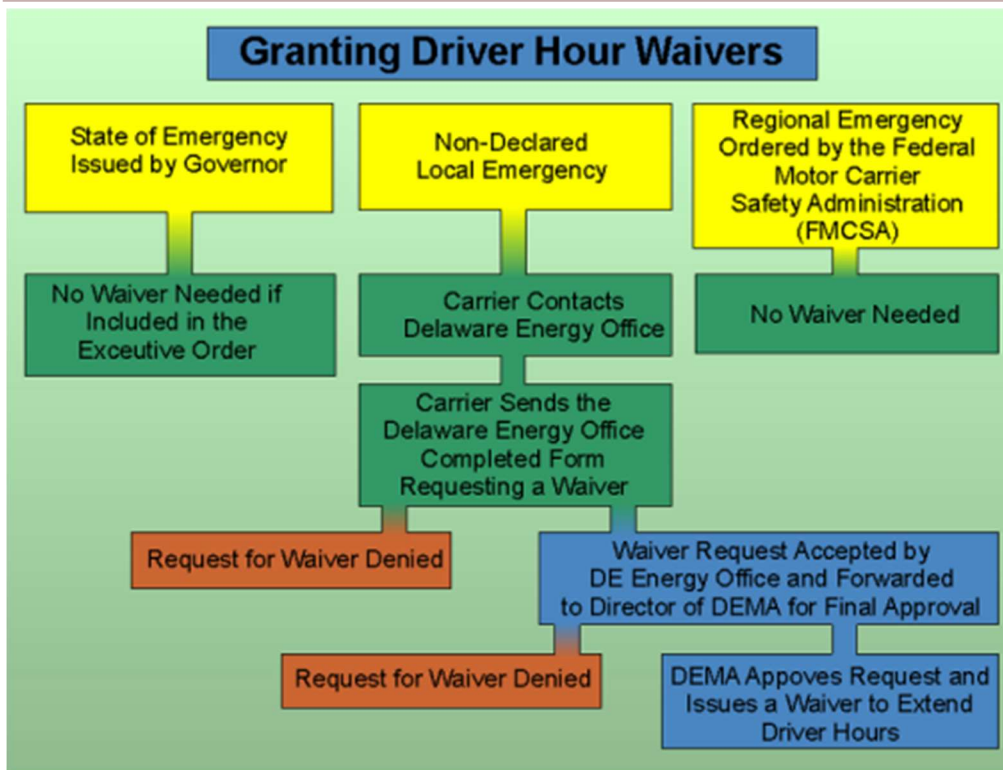 Granting Driver Hour Waivers
State of Emergency
Issued by Governor
Non-Declared
Local Emergency
Regional Emergency
Ordered by the Federal
Motor Carrier
Safety Administration
(FMCSA)
No Waiver Needed if
Included in the
Exceutive Order
Carrier Contacts
Delaware Energy Office
No Waiver Needed
Carrier Sends the
Delaware Energy Office
Completed Form
Requesting a Waiver
Request for Waiver Denied
Waiver Request Accepted by
DE Energy Office and Forwarded
to Director of DEMA for Final Approval
Request for Waiver Denied
DEMA Appoves Request and
Issues a Waiver to Extend
Driver Hours